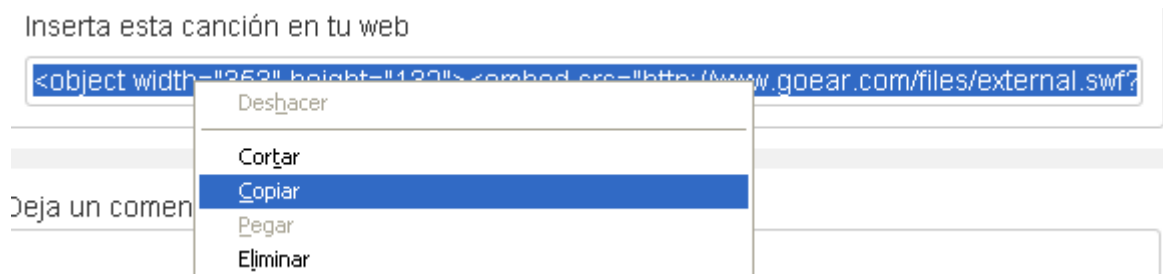 Inserta esta canción en tu web
<object width="353" height="132"><embed src="http://www.goear.com/files/external.swf?
Deshacer
Cortar
Copiar
Deja un comen
Pegar
Eliminar